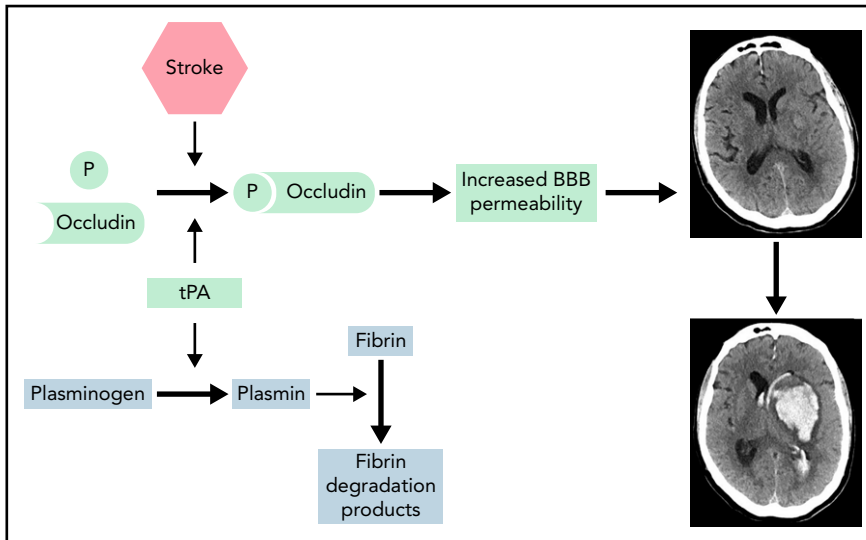 Stroke
P
Occludin
P
Occludin
Increased BBB
permeability
tPA
Fibrin
Plasminogen
Plasmin
Fibrin
degradation
products